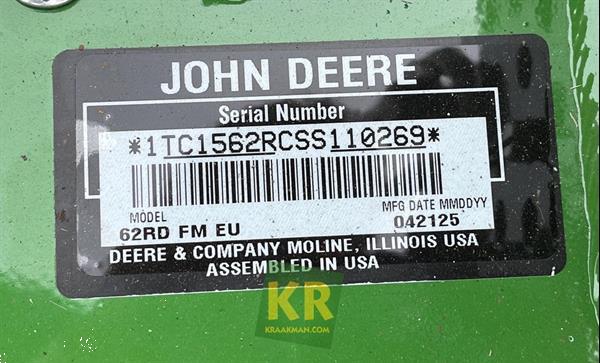 JOHN DEERE
Serial Number
*1TC1562RCSS110269*
MODEL
62RD FM EU
MFG DATE MMDDYY
042125
DEERE & COMPANY MOLINE, ILLINOIS USA
ASSEMBLED IN USA
KR
KRAAKMAN.COM